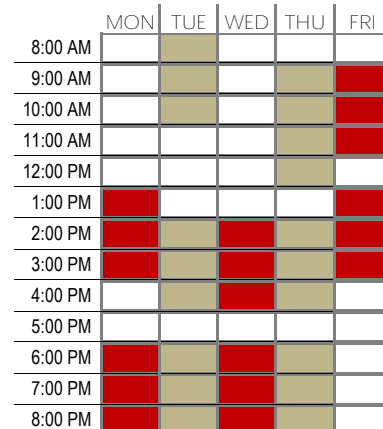 MON TUE WED THU FRI
8:00 AM
9:00 AM
10:00 AM
11:00 AM
12:00 PM
1:00 PM
2:00 PM
3:00 PM
4:00 PM
5:00 PM
6:00 PM
7:00 PM
8:00 PM